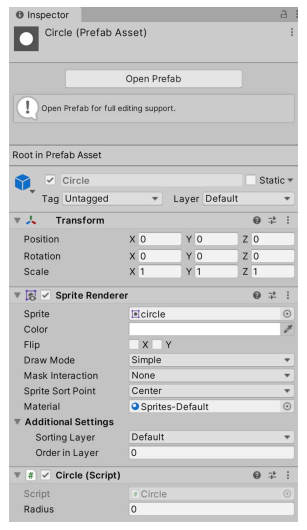 Inspector
Circle (Prefab Asset)
Open Prefab
Open Prefab for full editing support.
Root in Prefab Asset
Circle Static
Tag Untagged Layer Default
Transform
Position X 0 Y 0 Z 0
Rotation X 0 Y 0 Z 0
Scale X 1 Y 1 Z 1
Sprite Renderer
Sprite circle
Color
Flip X Y
Draw Mode Simple
Mask Interaction None
Sprite Sort Point Center
Material Sprites-Default
Additional Settings
Sorting Layer Default
Order in Layer 0
# Circle (Script)
Script # Circle
Radius 0